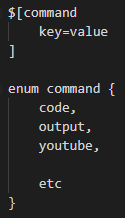 $[command
    key=value
]

enum command {
    code,
    output,
    youtube,

    etc
}